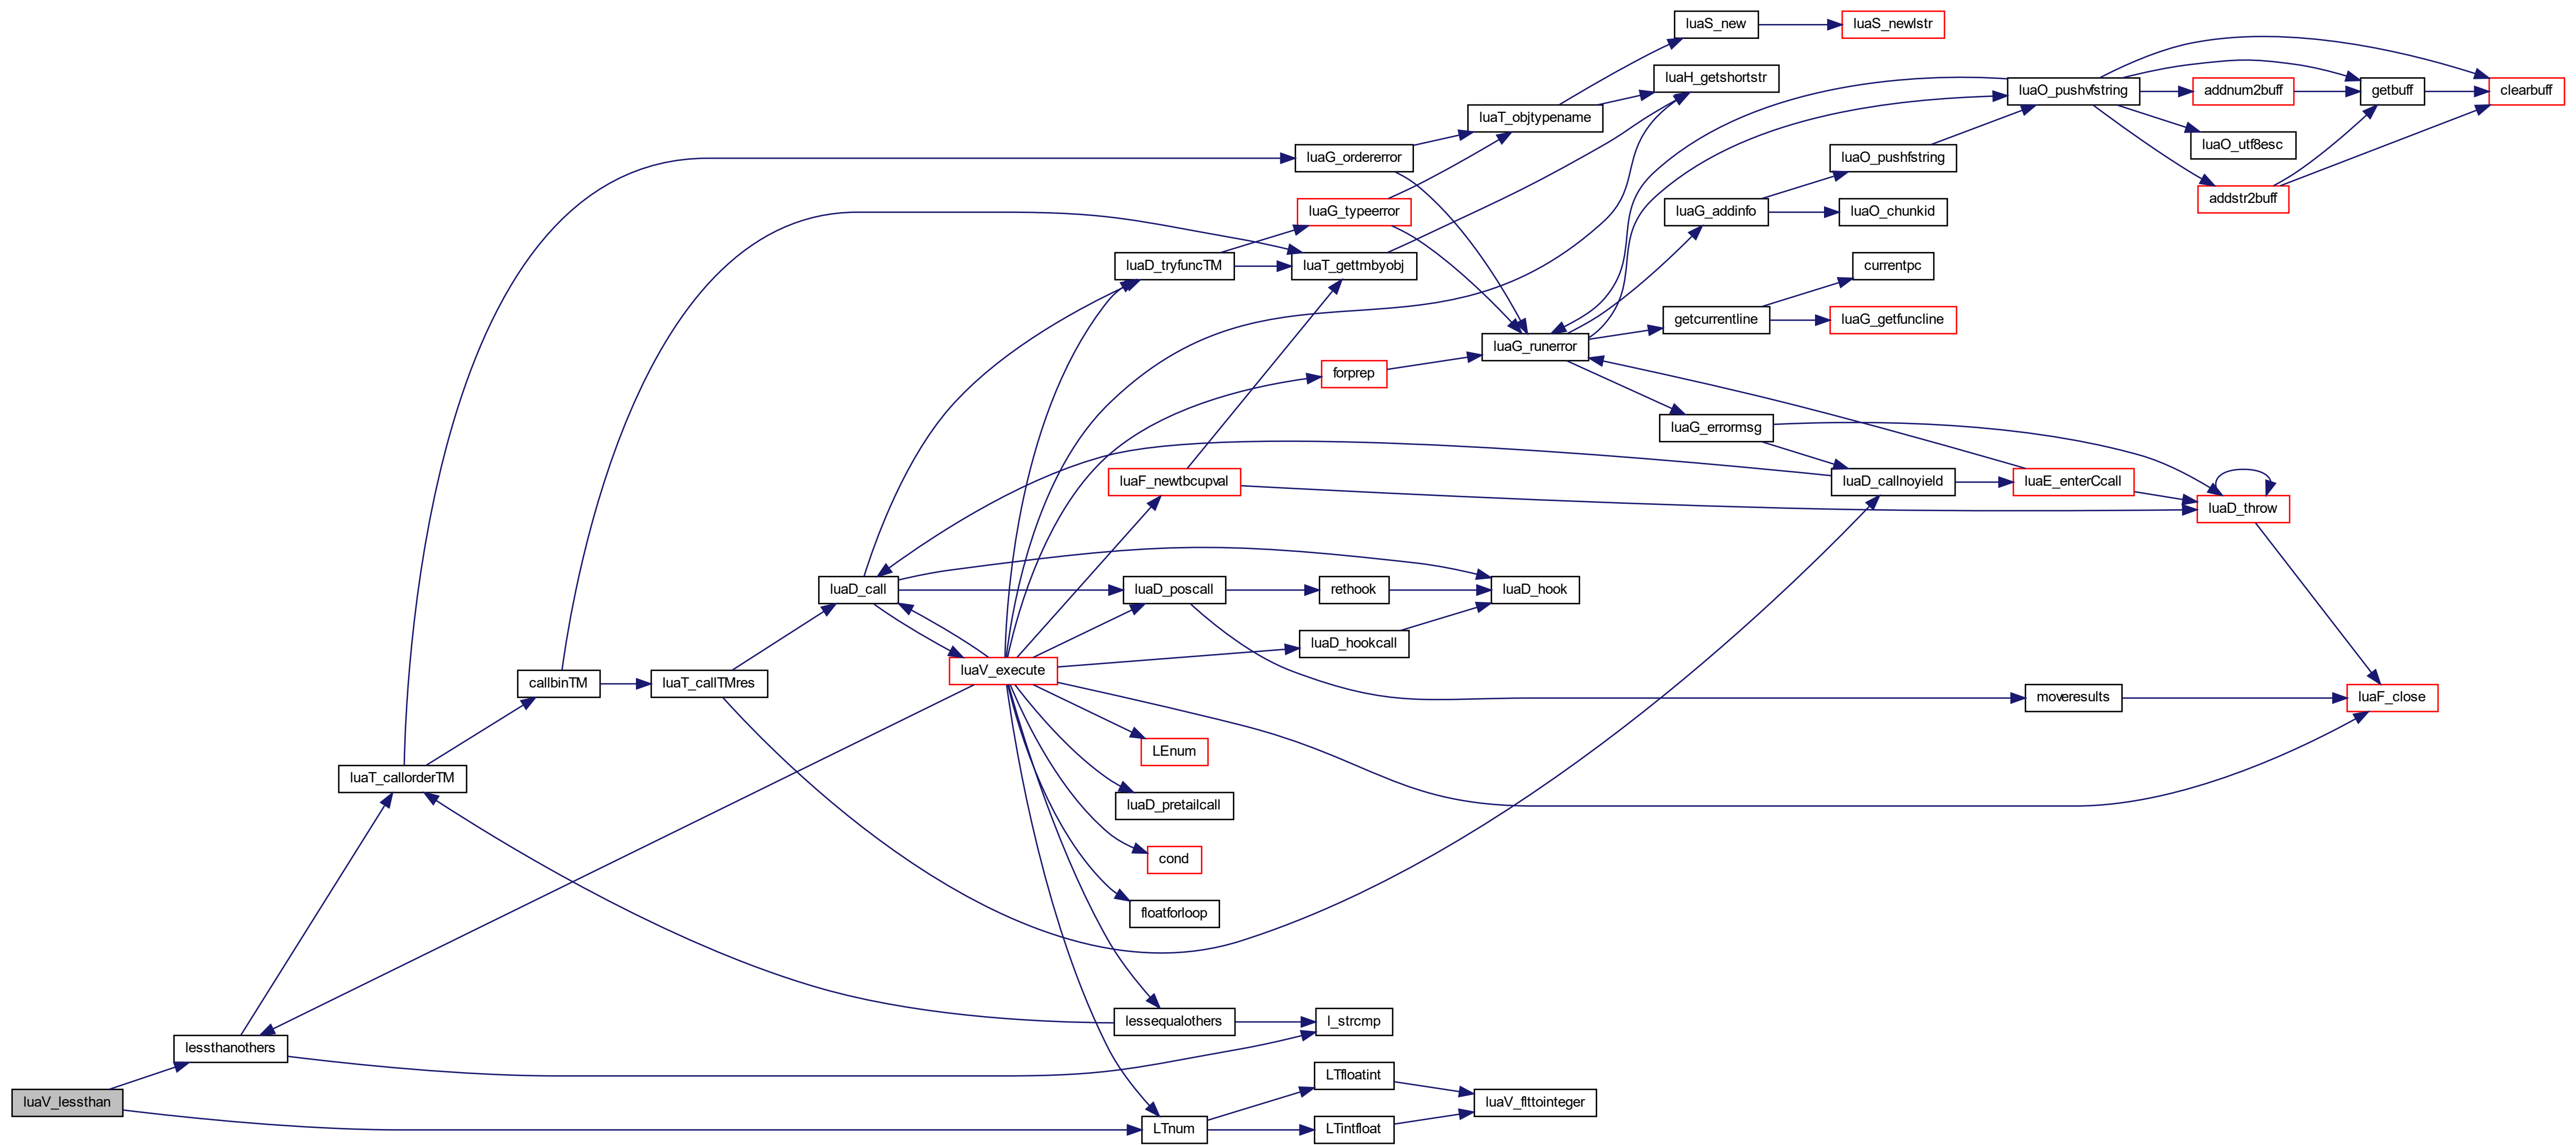 luaS_new
luaS_newlstr
luaH_getshortstr
luaO_pushvfstring
addnum2buff
getbuff
clearbuff
luaT_objtypename
luaO_utf8esc
luaG_ordererror
luaO_pushfstring
addstr2buff
luaG_typeerror
luaG_addinfo
luaO_chunkid
luaD_tryfuncTM
luaT_gettmbyobj
currentpc
getcurrentline
luaG_getfuncline
luaG_runerror
forprep
luaG_errormsg
luaF_newtbcupval
luaD_callnoyield
luaE_enterCcall
luaD_throw
luaD_call
luaD_poscall
rethook
luaD_hook
luaD_hookcall
luaV_execute
callbinTM
luaT_callTMres
moveresults
luaF_close
LEnum
luaT_callorderTM
luaD_pretailcall
cond
floatforloop
lessequalothers
l_strcmp
lessthanothers
LTfloatint
luaV_lessthan
luaV_flttointeger
LTnum
LTintfloat